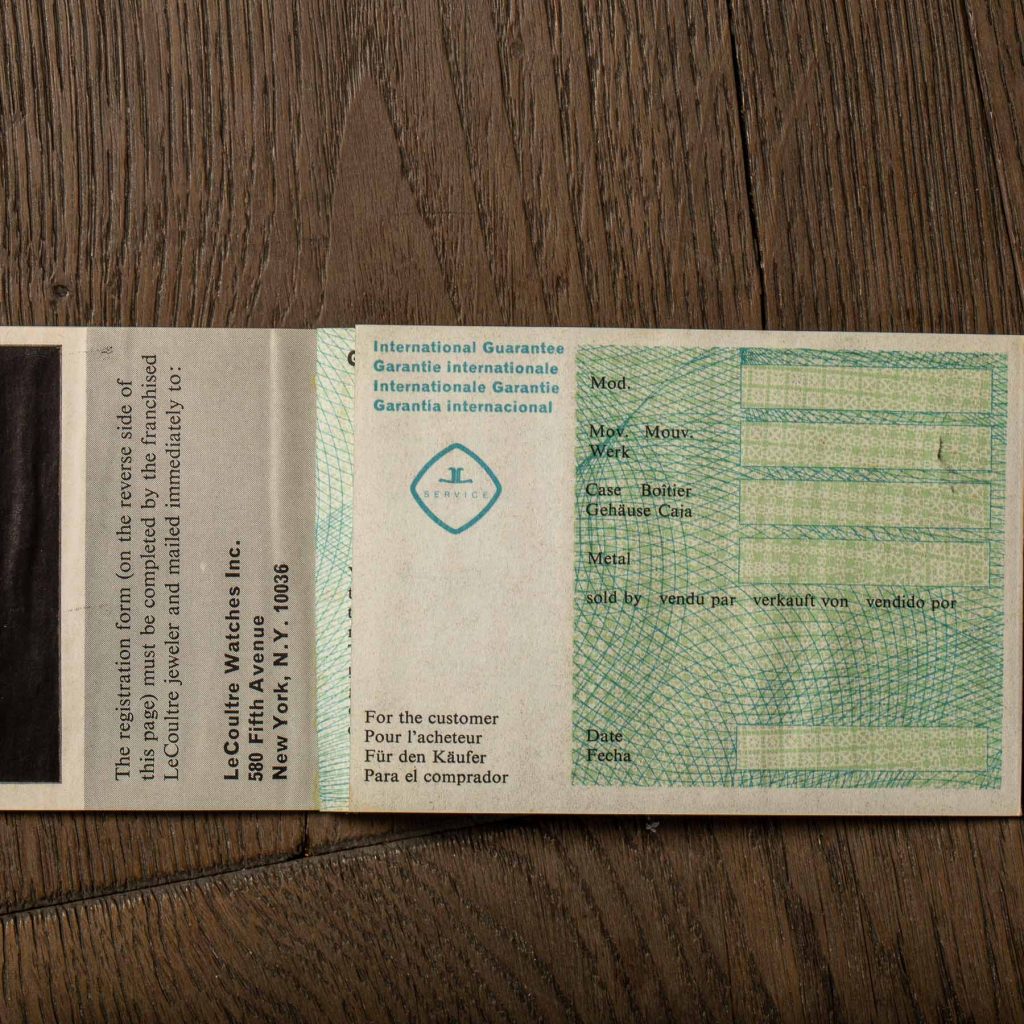 The registration form (on the reverse side of
this page) must be completed by the franchised
LeCoultre jeweler and mailed immediately to:
LeCoultre Watches Inc.
580 Fifth Avenue
New York, N.Y. 10036
International Guarantee
Garantie internationale
Internationale Garantie
Garantía internacional
SERVICE
For the customer
Pour l'acheteur
Für den Käufer
Para el comprador
Mod.
Mov. Mouv.
Werk
Case Boîtier
Gehäuse Caja
Metal
sold by vendu par verkauft von vendido por
Date
Fecha